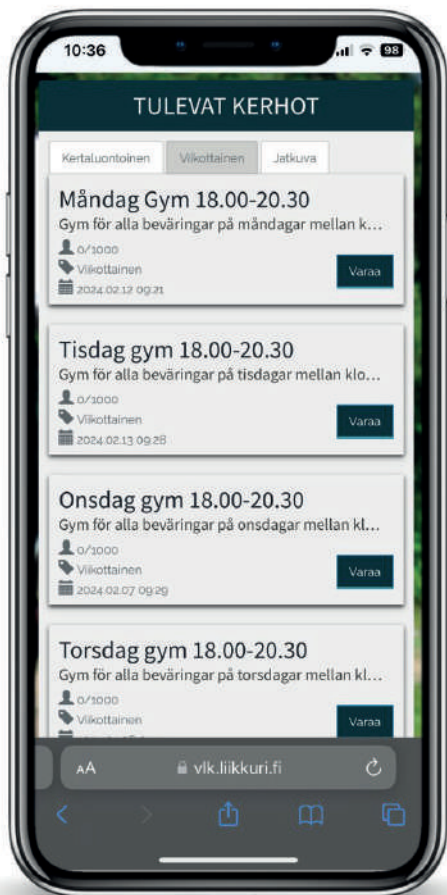 10:36
98
TULEVAT KERHOT
Kertaluontoinen Viikottainen Jatkuva
Måndag Gym 18.00-20.30
Gym för alla beväringar på måndagar mellan k...
0/1000
Viikottainen
Varaa
2024.02.12 09:21
Tisdag gym 18.00-20.30
Gym för alla beväringar på tisdagar mellan klo...
0/1000
Viikottainen
Varaa
2024.02.13 09:28
Onsdag gym 18.00-20.30
Gym för alla beväringar på onsdagar mellan kl...
0/1000
Viikottainen
Varaa
2024.02.07 09:29
Torsdag gym 18.00-20.30
Gym för alla beväringar på torsdagar mellan klo...
0/1000
Viikottainen
Varaa
AA vlk.liikkuri.fi